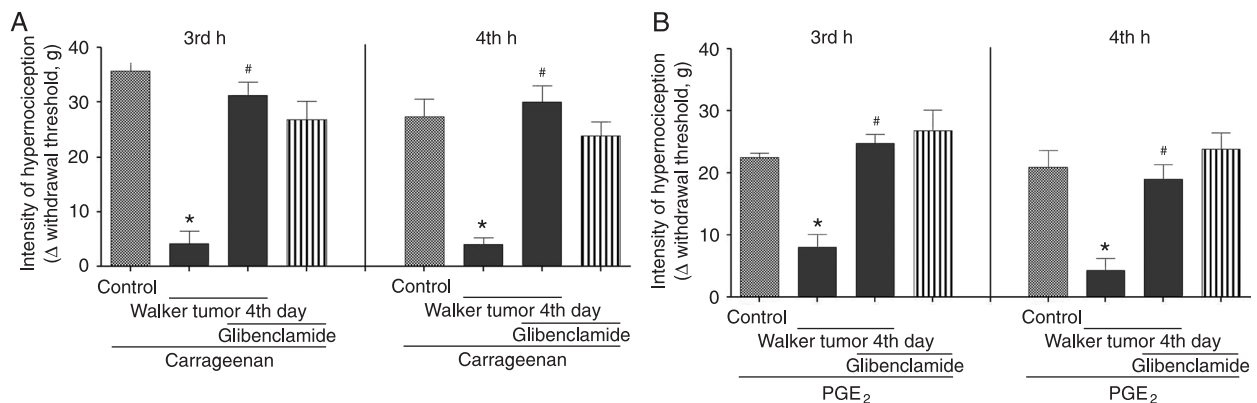 A
3rd h
4th h
Intensity of hypernociception
(Δ withdrawal threshold, g)
40
30
20
10
0
#
#
*
*
Control
Control
Walker tumor 4th day
Walker tumor 4th day
Glibenclamide
Glibenclamide
Carrageenan
Carrageenan
B
3rd h
4th h
Intensity of hypernociception
(Δ withdrawal threshold, g)
40
30
20
10
0
#
#
*
*
Control
Control
Walker tumor 4th day
Walker tumor 4th day
Glibenclamide
Glibenclamide
PGE₂
PGE₂